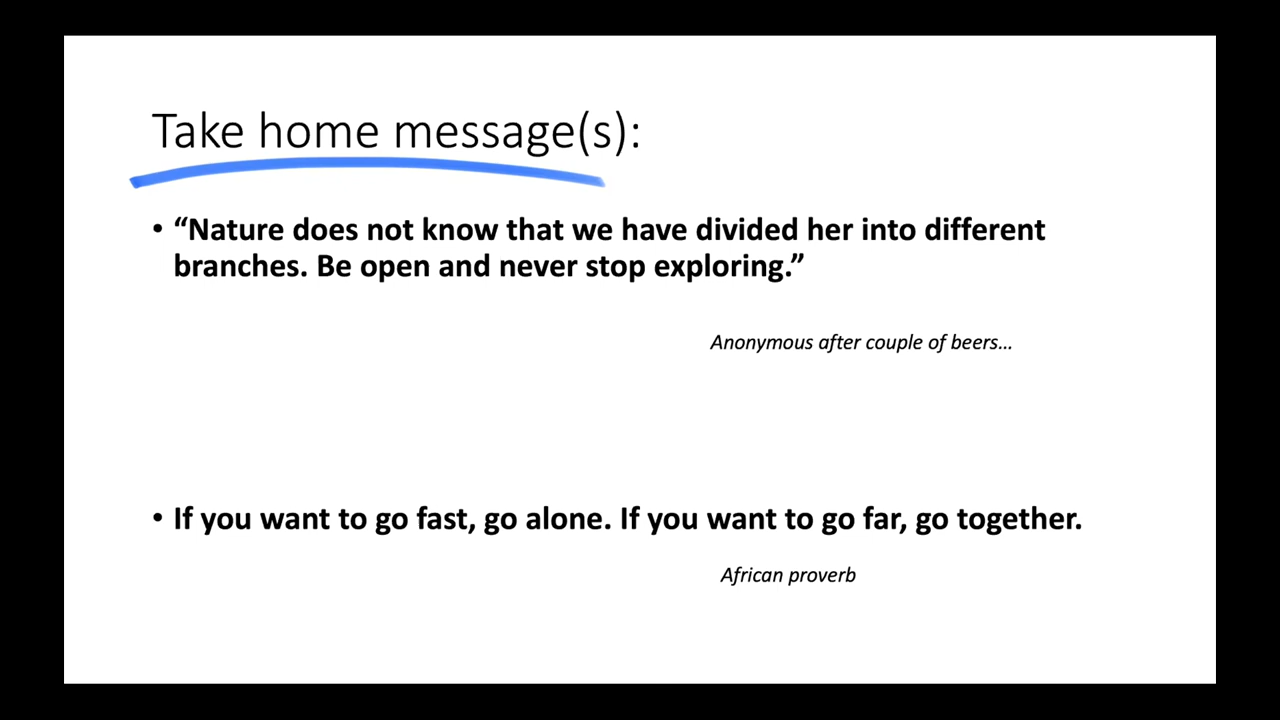 Take home message(s):
• “Nature does not know that we have divided her into different
branches. Be open and never stop exploring.”
Anonymous after couple of beers...
• If you want to go fast, go alone. If you want to go far, go together.
African proverb